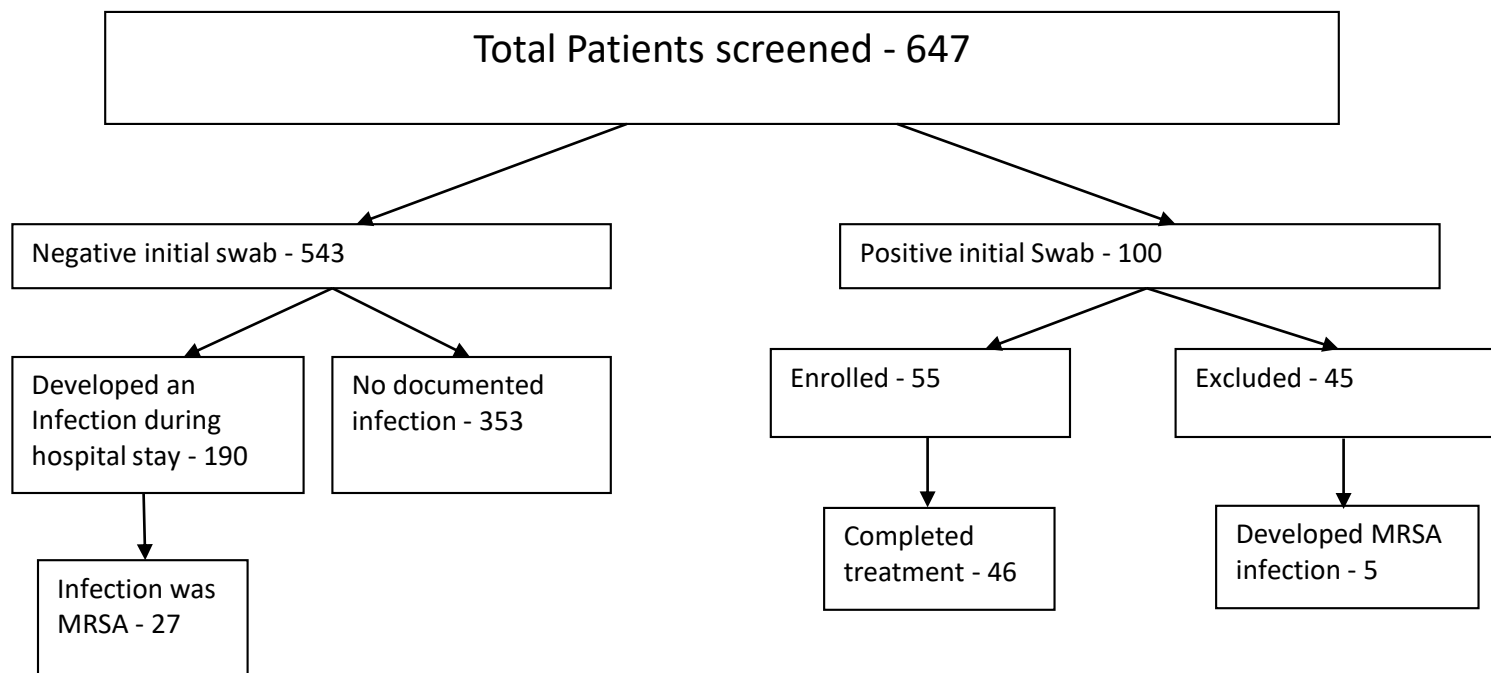 Total Patients screened - 647
Negative initial swab - 543
Positive initial Swab - 100
Developed an
Infection during
hospital stay - 190
No documented
infection - 353
Enrolled - 55
Excluded - 45
Infection was
MRSA - 27
Completed
treatment - 46
Developed MRSA
infection - 5